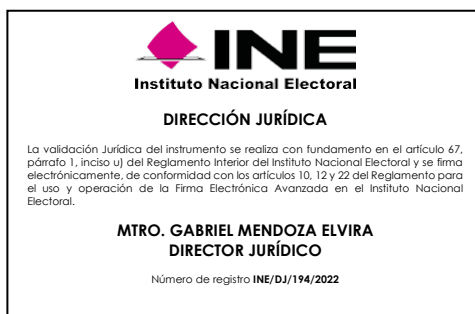 INE
Instituto Nacional Electoral
DIRECCIÓN JURÍDICA
La validación Jurídica del instrumento se realiza con fundamento en el artículo 67,
párrafo 1, inciso u) del Reglamento Interior del Instituto Nacional Electoral y se firma
electrónicamente, de conformidad con los artículos 10, 12 y 22 del Reglamento para
el uso y operación de la Firma Electrónica Avanzada en el Instituto Nacional
Electoral.
MTRO. GABRIEL MENDOZA ELVIRA
DIRECTOR JURÍDICO
Número de registro INE/DJ/194/2022